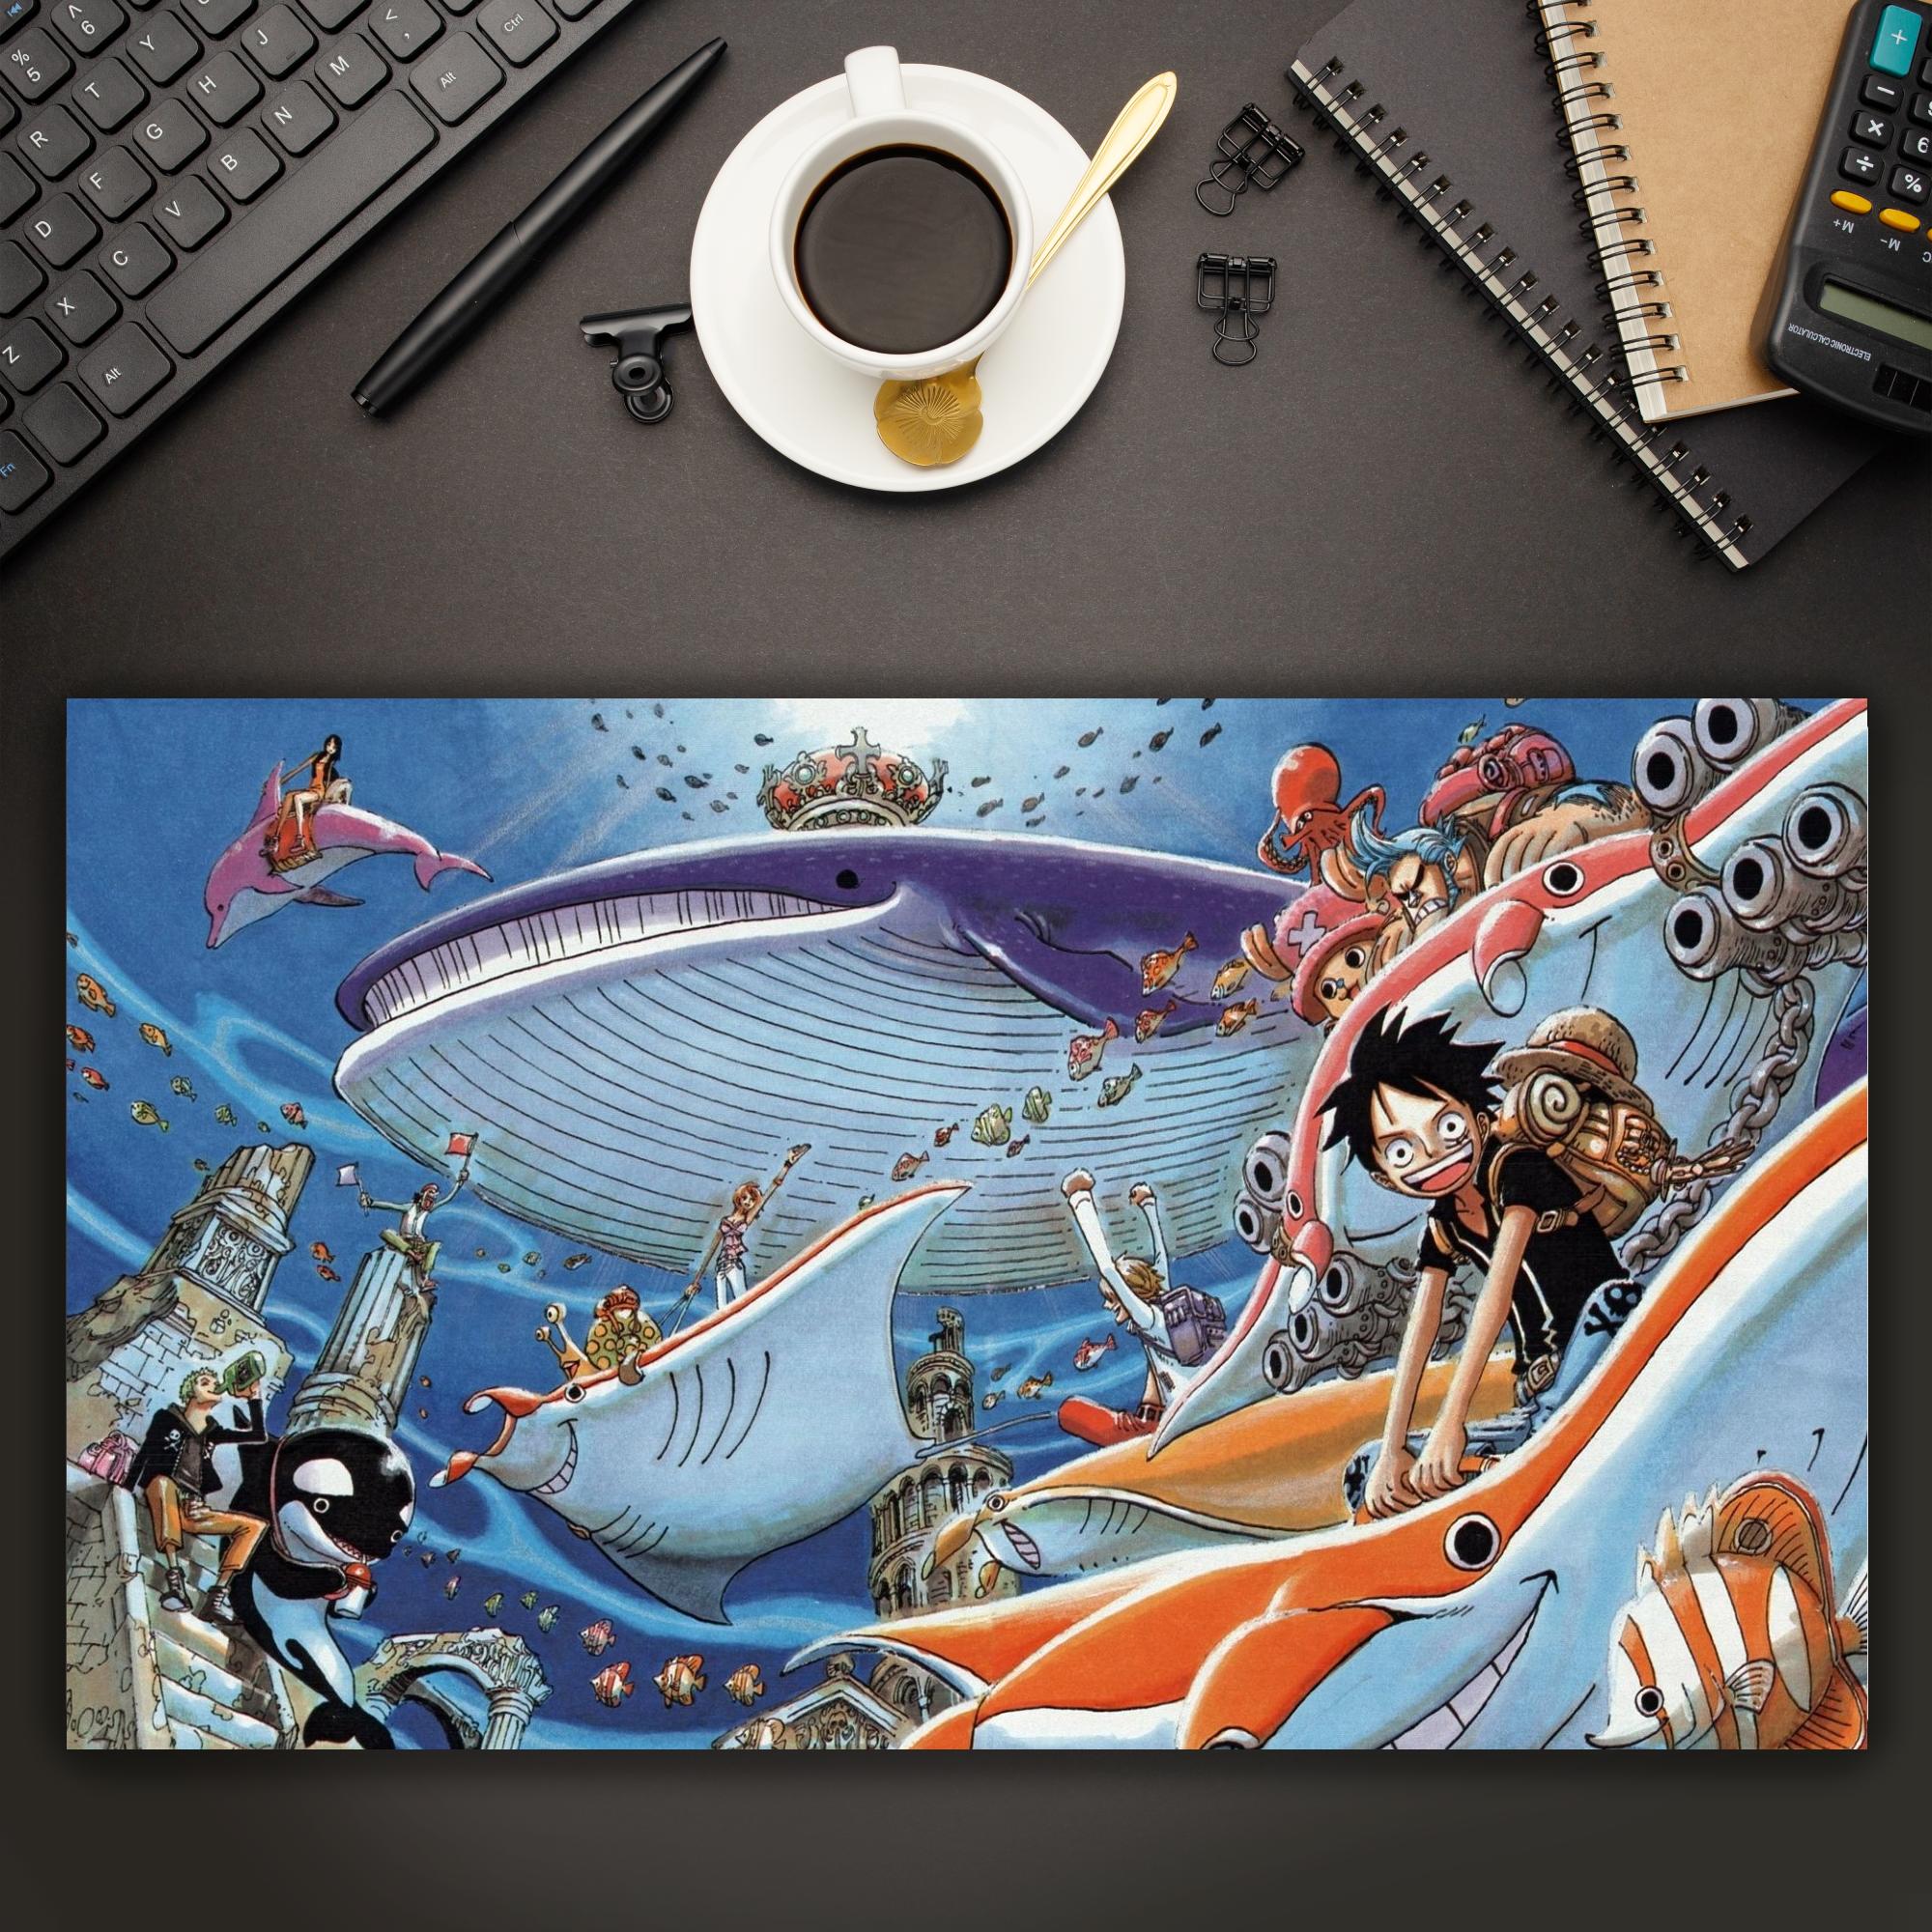 ^
6
%
5
Y
J
<
,
Ctrl
T
H
M
Alt
R
G
N
F
B
D
V
C
X
Z
Alt
Fn
+
−
×
÷
%
M+
M−
ELECTRONIC CALCULATOR